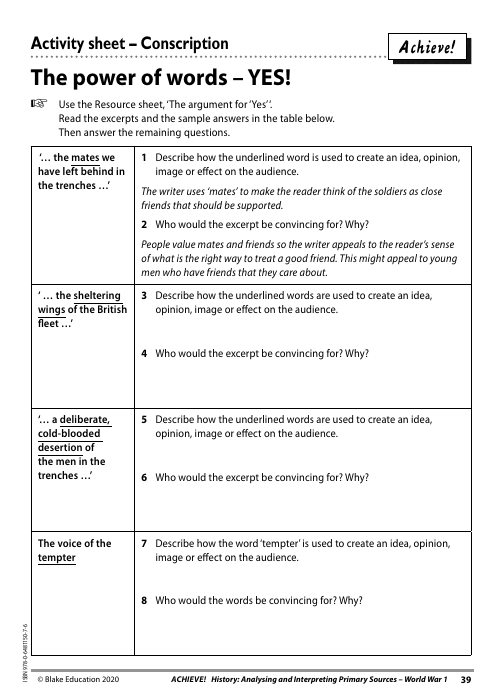 Activity sheet – Conscription
Achieve!
The power of words – YES!
Use the Resource sheet, 'The argument for 'Yes''.
Read the excerpts and the sample answers in the table below.
Then answer the remaining questions.
'… the mates we
have left behind in
the trenches …'
1 Describe how the underlined word is used to create an idea, opinion,
image or effect on the audience.
The writer uses 'mates' to make the reader think of the soldiers as close
friends that should be supported.
2 Who would the excerpt be convincing for? Why?
People value mates and friends so the writer appeals to the reader's sense
of what is the right way to treat a good friend. This might appeal to young
men who have friends that they care about.
' … the sheltering
wings of the British
fleet …'
3 Describe how the underlined words are used to create an idea,
opinion, image or effect on the audience.
4 Who would the excerpt be convincing for? Why?
'… a deliberate,
cold-blooded
desertion of
the men in the
trenches …'
5 Describe how the underlined words are used to create an idea,
opinion, image or effect on the audience.
6 Who would the excerpt be convincing for? Why?
The voice of the
tempter
7 Describe how the word 'tempter' is used to create an idea, opinion,
image or effect on the audience.
8 Who would the words be convincing for? Why?
ISBN 978-0-6481150-7-6
© Blake Education 2020
ACHIEVE! History: Analysing and Interpreting Primary Sources – World War 1 39